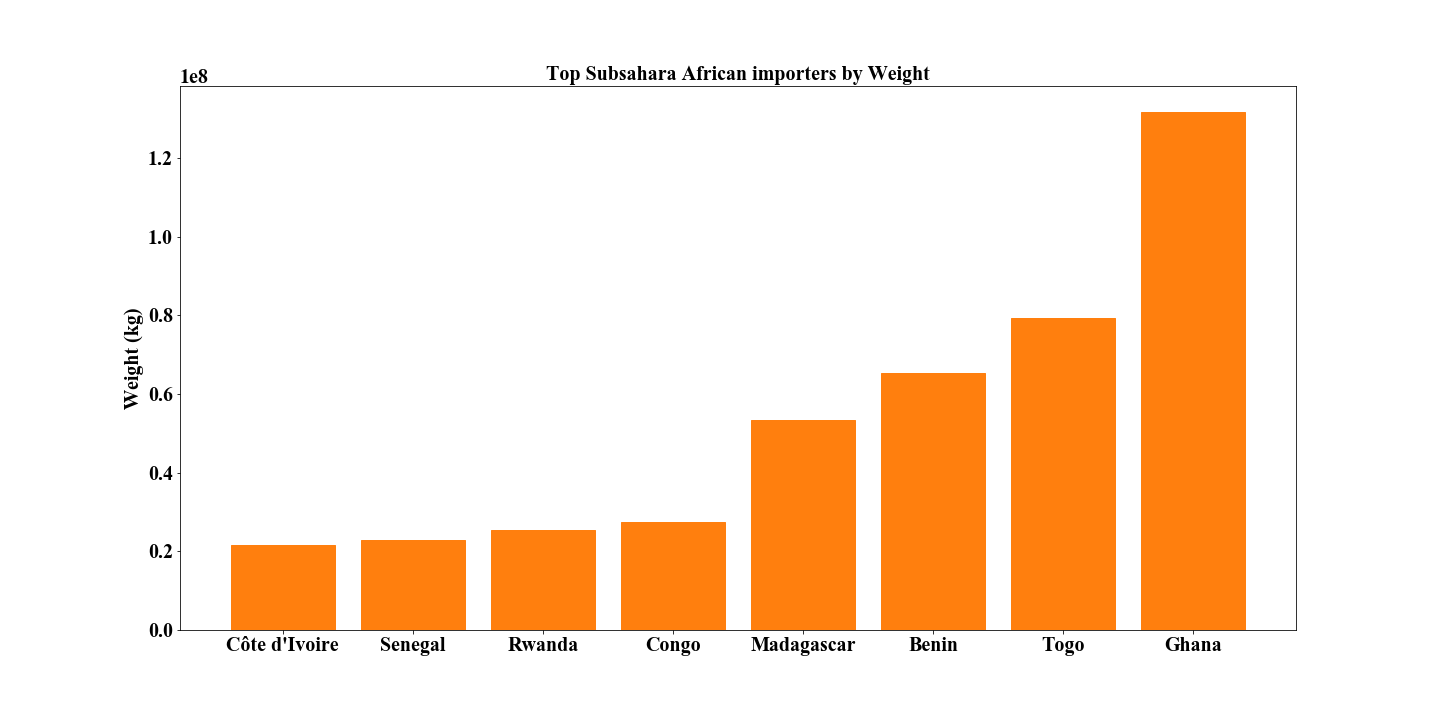 Top Subsahara African importers by Weight
1e8
1.2
1.0
0.8
0.6
0.4
0.2
0.0
Weight (kg)
Côte d'Ivoire Senegal Rwanda Congo Madagascar Benin Togo Ghana